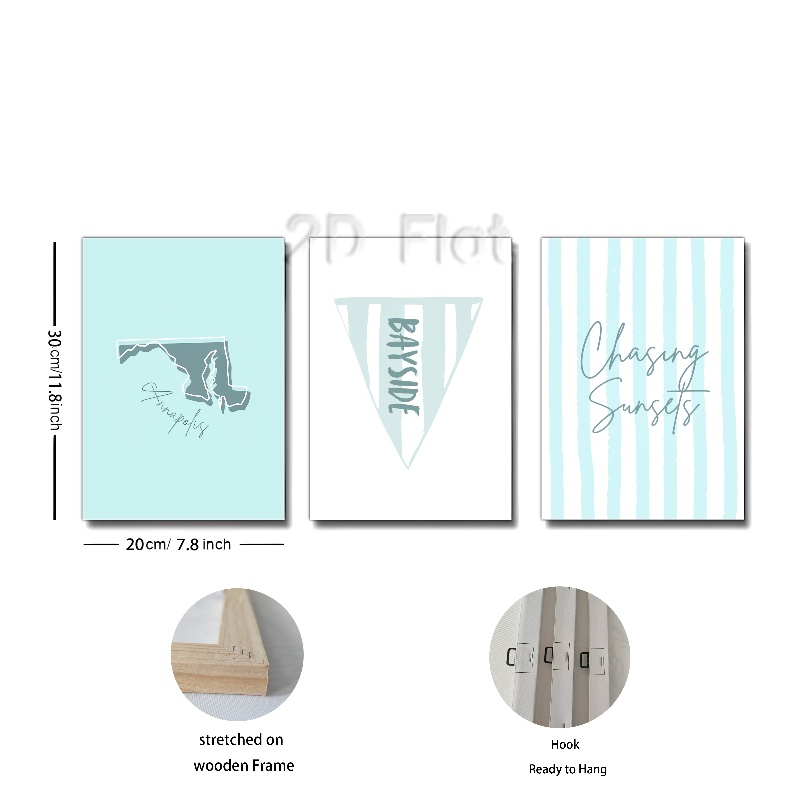 2D Flat
30cm/11.8inch
Annapolis
BAYSIDE
Chasing
Sunsets
20cm/ 7.8 inch
stretched on
wooden Frame
Hook
Ready to Hang